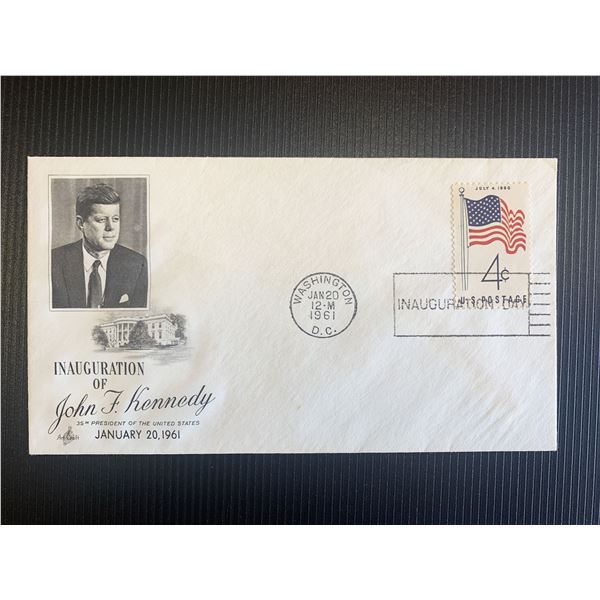 JULY 4, 1960
4¢
U.S. POSTAGE
WASHINGTON
JAN 20
12-M
1961
D.C.
INAUGURATION DAY
INAUGURATION
OF
John F. Kennedy
35TH PRESIDENT OF THE UNITED STATES
JANUARY 20, 1961
ArtCraft